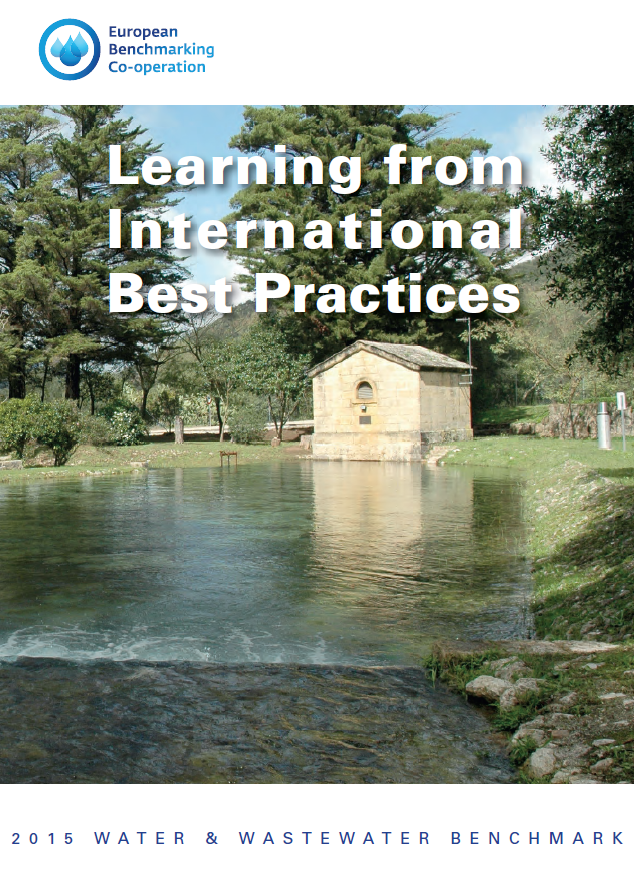 European
Benchmarking
Co-operation
Learning from
International
Best Practices
2015 WATER & WASTEWATER BENCHMARK